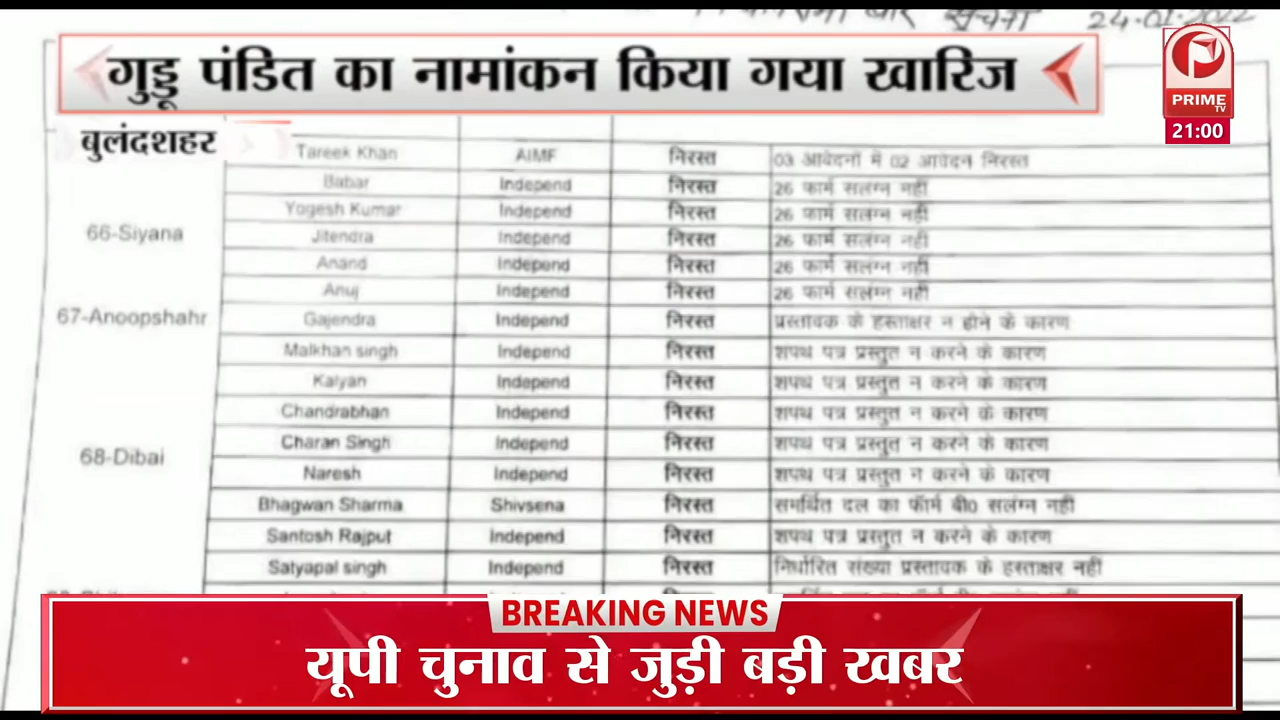 सूचना 24-01-2022
गुड्डू पंडित का नामांकन किया गया खारिज
PRIME
TV
21:00
बुलंदशहर
Tareek Khan AIMF निरस्त 03 आवेदनों मे 02 आवेदन निरस्त
Babar Independ निरस्त 26 फार्म सलंग्न नहीं
Yogesh Kumar Independ निरस्त 26 फार्म सलंग्न नहीं
66-Siyana Jitendra Independ निरस्त 26 फार्म सलंग्न नहीं
Anand Independ निरस्त 26 फार्म सलंग्न नहीं
Anuj Independ निरस्त 26 फार्म सलंग्न नहीं
67-Anoopshahr Gajendra Independ निरस्त प्रस्तावक के हस्ताक्षर न होने के कारण
Malkhan singh Independ निरस्त शपथ पत्र प्रस्तुत न करने के कारण
Kalyan Independ निरस्त शपथ पत्र प्रस्तुत न करने के कारण
Chandrabhan Independ निरस्त शपथ पत्र प्रस्तुत न करने के कारण
Charan Singh Independ निरस्त शपथ पत्र प्रस्तुत न करने के कारण
68-Dibai Naresh Independ निरस्त शपथ पत्र प्रस्तुत न करने के कारण
Bhagwan Sharma Shivsena निरस्त समर्थित दल का फॉर्म बी0 सलंग्न नहीं
Santosh Rajput Independ निरस्त शपथ पत्र प्रस्तुत न करने के कारण
Satyapal singh Independ निरस्त निर्धारित संख्या प्रस्तावक के हस्ताक्षर नहीं
BREAKING NEWS
यूपी चुनाव से जुड़ी बड़ी खबर